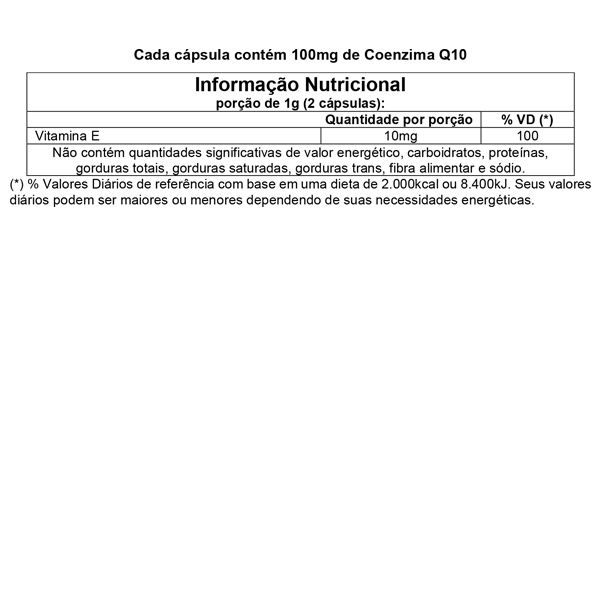 Cada cápsula contém 100mg de Coenzima Q10
Informação Nutricional
porção de 1g (2 cápsulas):
Quantidade por porção % VD (*)
Vitamina E 10mg 100
Não contém quantidades significativas de valor energético, carboidratos, proteínas,
gorduras totais, gorduras saturadas, gorduras trans, fibra alimentar e sódio.
(*) % Valores Diários de referência com base em uma dieta de 2.000kcal ou 8.400kJ. Seus valores
diários podem ser maiores ou menores dependendo de suas necessidades energéticas.